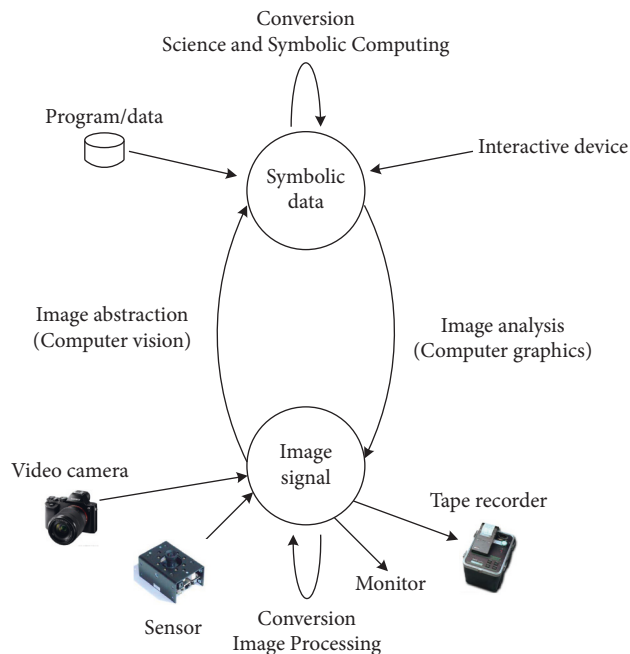 Conversion
Science and Symbolic Computing
Program/data
Interactive device
Symbolic
data
Image abstraction
(Computer vision)
Image analysis
(Computer graphics)
Image
signal
Video camera
Tape recorder
Sensor
Monitor
Conversion
Image Processing